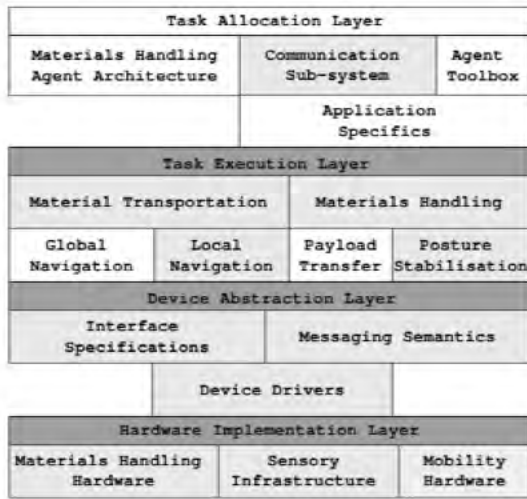 Task Allocation Layer
Materials Handling
Agent Architecture
Communication
Sub-system
Agent
Toolbox
Application
Specifics
Task Execution Layer
Material Transportation
Materials Handling
Global
Navigation
Local
Navigation
Payload
Transfer
Posture
Stabilisation
Device Abstraction Layer
Interface
Specifications
Messaging Semantics
Device Drivers
Hardware Implementation Layer
Materials Handling
Hardware
Sensory
Infrastructure
Mobility
Hardware